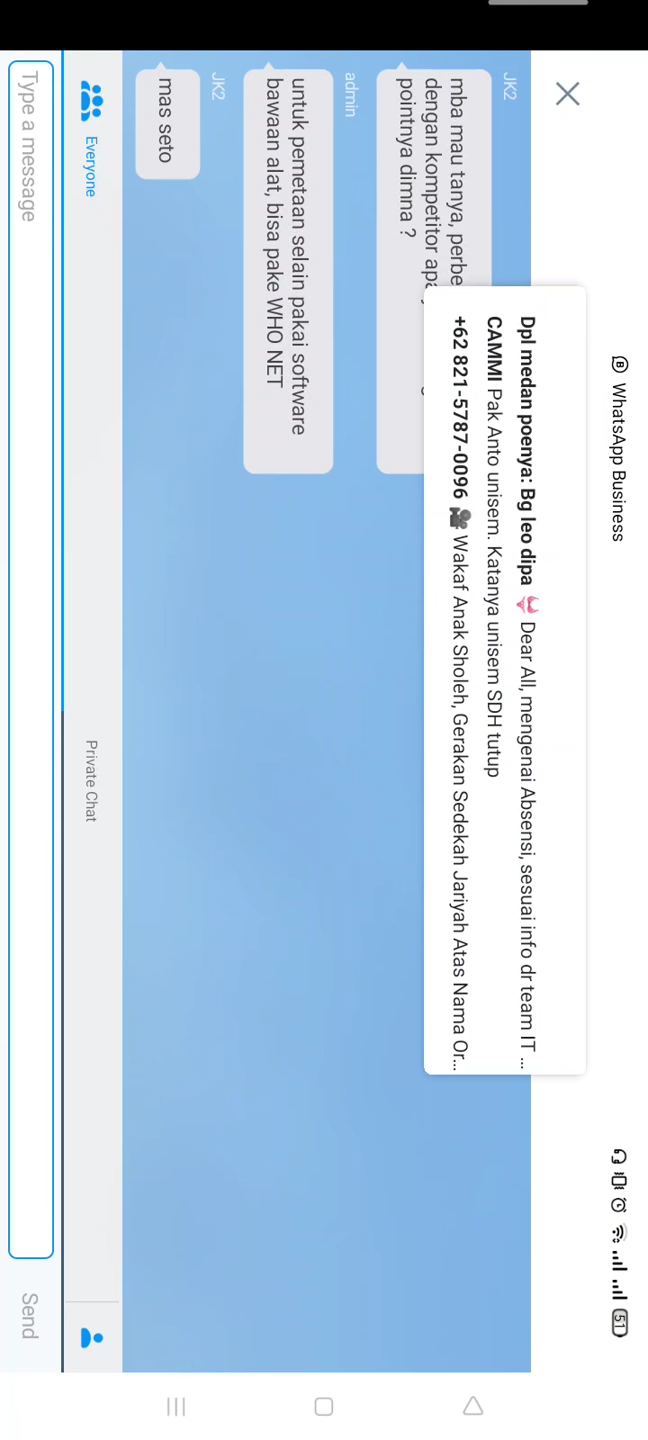 WhatsApp Business
51
Dpl medan poenya: Bg leo dipa Dear All, mengenai Absensi, sesuai info dr team IT ...
CAMMI Pak Anto unisem. Katanya unisem SDH tutup
+62 821-5787-0096 🎥 Wakaf Anak Sholeh, Gerakan Sedekah Jariyah Atas Nama Or...
JK2
mba mau tanya,
dengan kompetitor
pointnya dimna ?
admin
untuk pemetaan selain pakai software
bawaan alat, bisa pake WHO NET
JK2
mas seto
Everyone
Private Chat
Type a message
Send